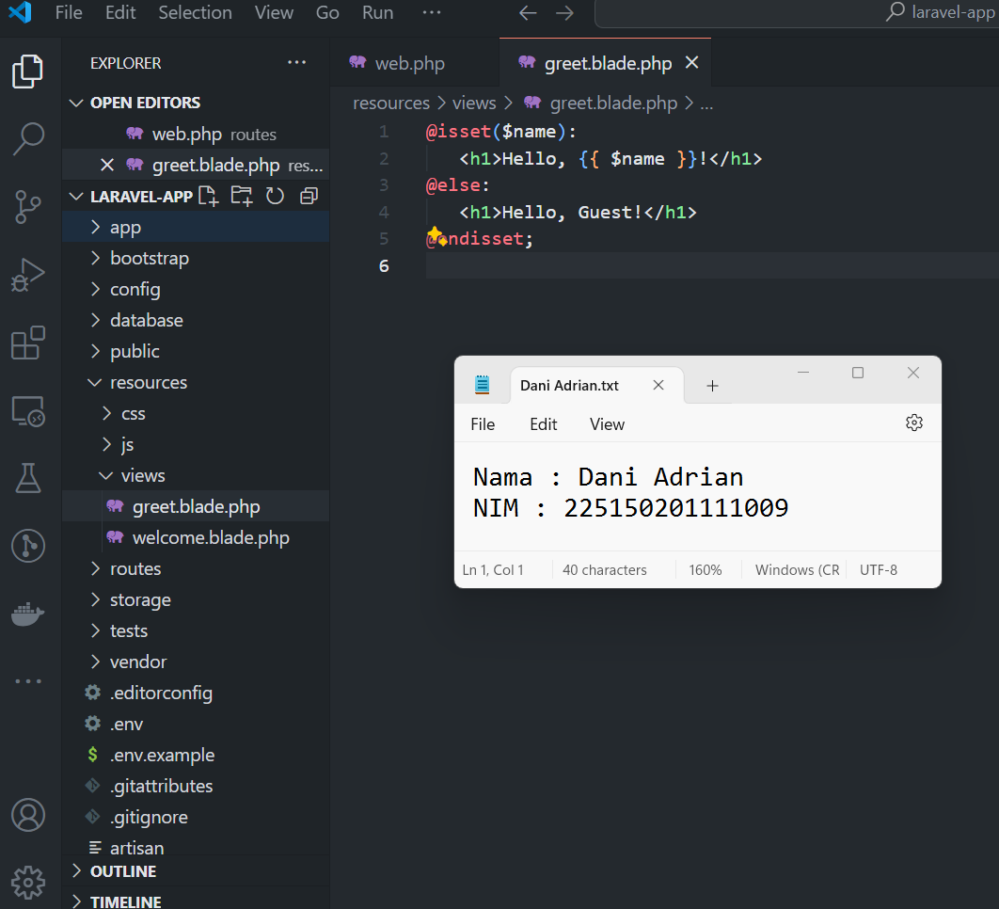 File Edit Selection View Go Run ··· laravel-app
EXPLORER ···
OPEN EDITORS
web.php routes
greet.blade.php res...
LARAVEL-APP
app
bootstrap
config
database
public
resources
css
js
views
greet.blade.php
welcome.blade.php
routes
storage
tests
vendor
.editorconfig
.env
$ .env.example
.gitattributes
.gitignore
artisan
OUTLINE
TIMELINE
web.php greet.blade.php
resources > views > greet.blade.php > ...
1 @isset($name):
2 <h1>Hello, {{ $name }}!</h1>
3 @else:
4 <h1>Hello, Guest!</h1>
5 @endisset;
6
Dani Adrian.txt
File Edit View
Nama : Dani Adrian
NIM : 225150201111009
Ln 1, Col 1 40 characters 160% Windows (CR UTF-8